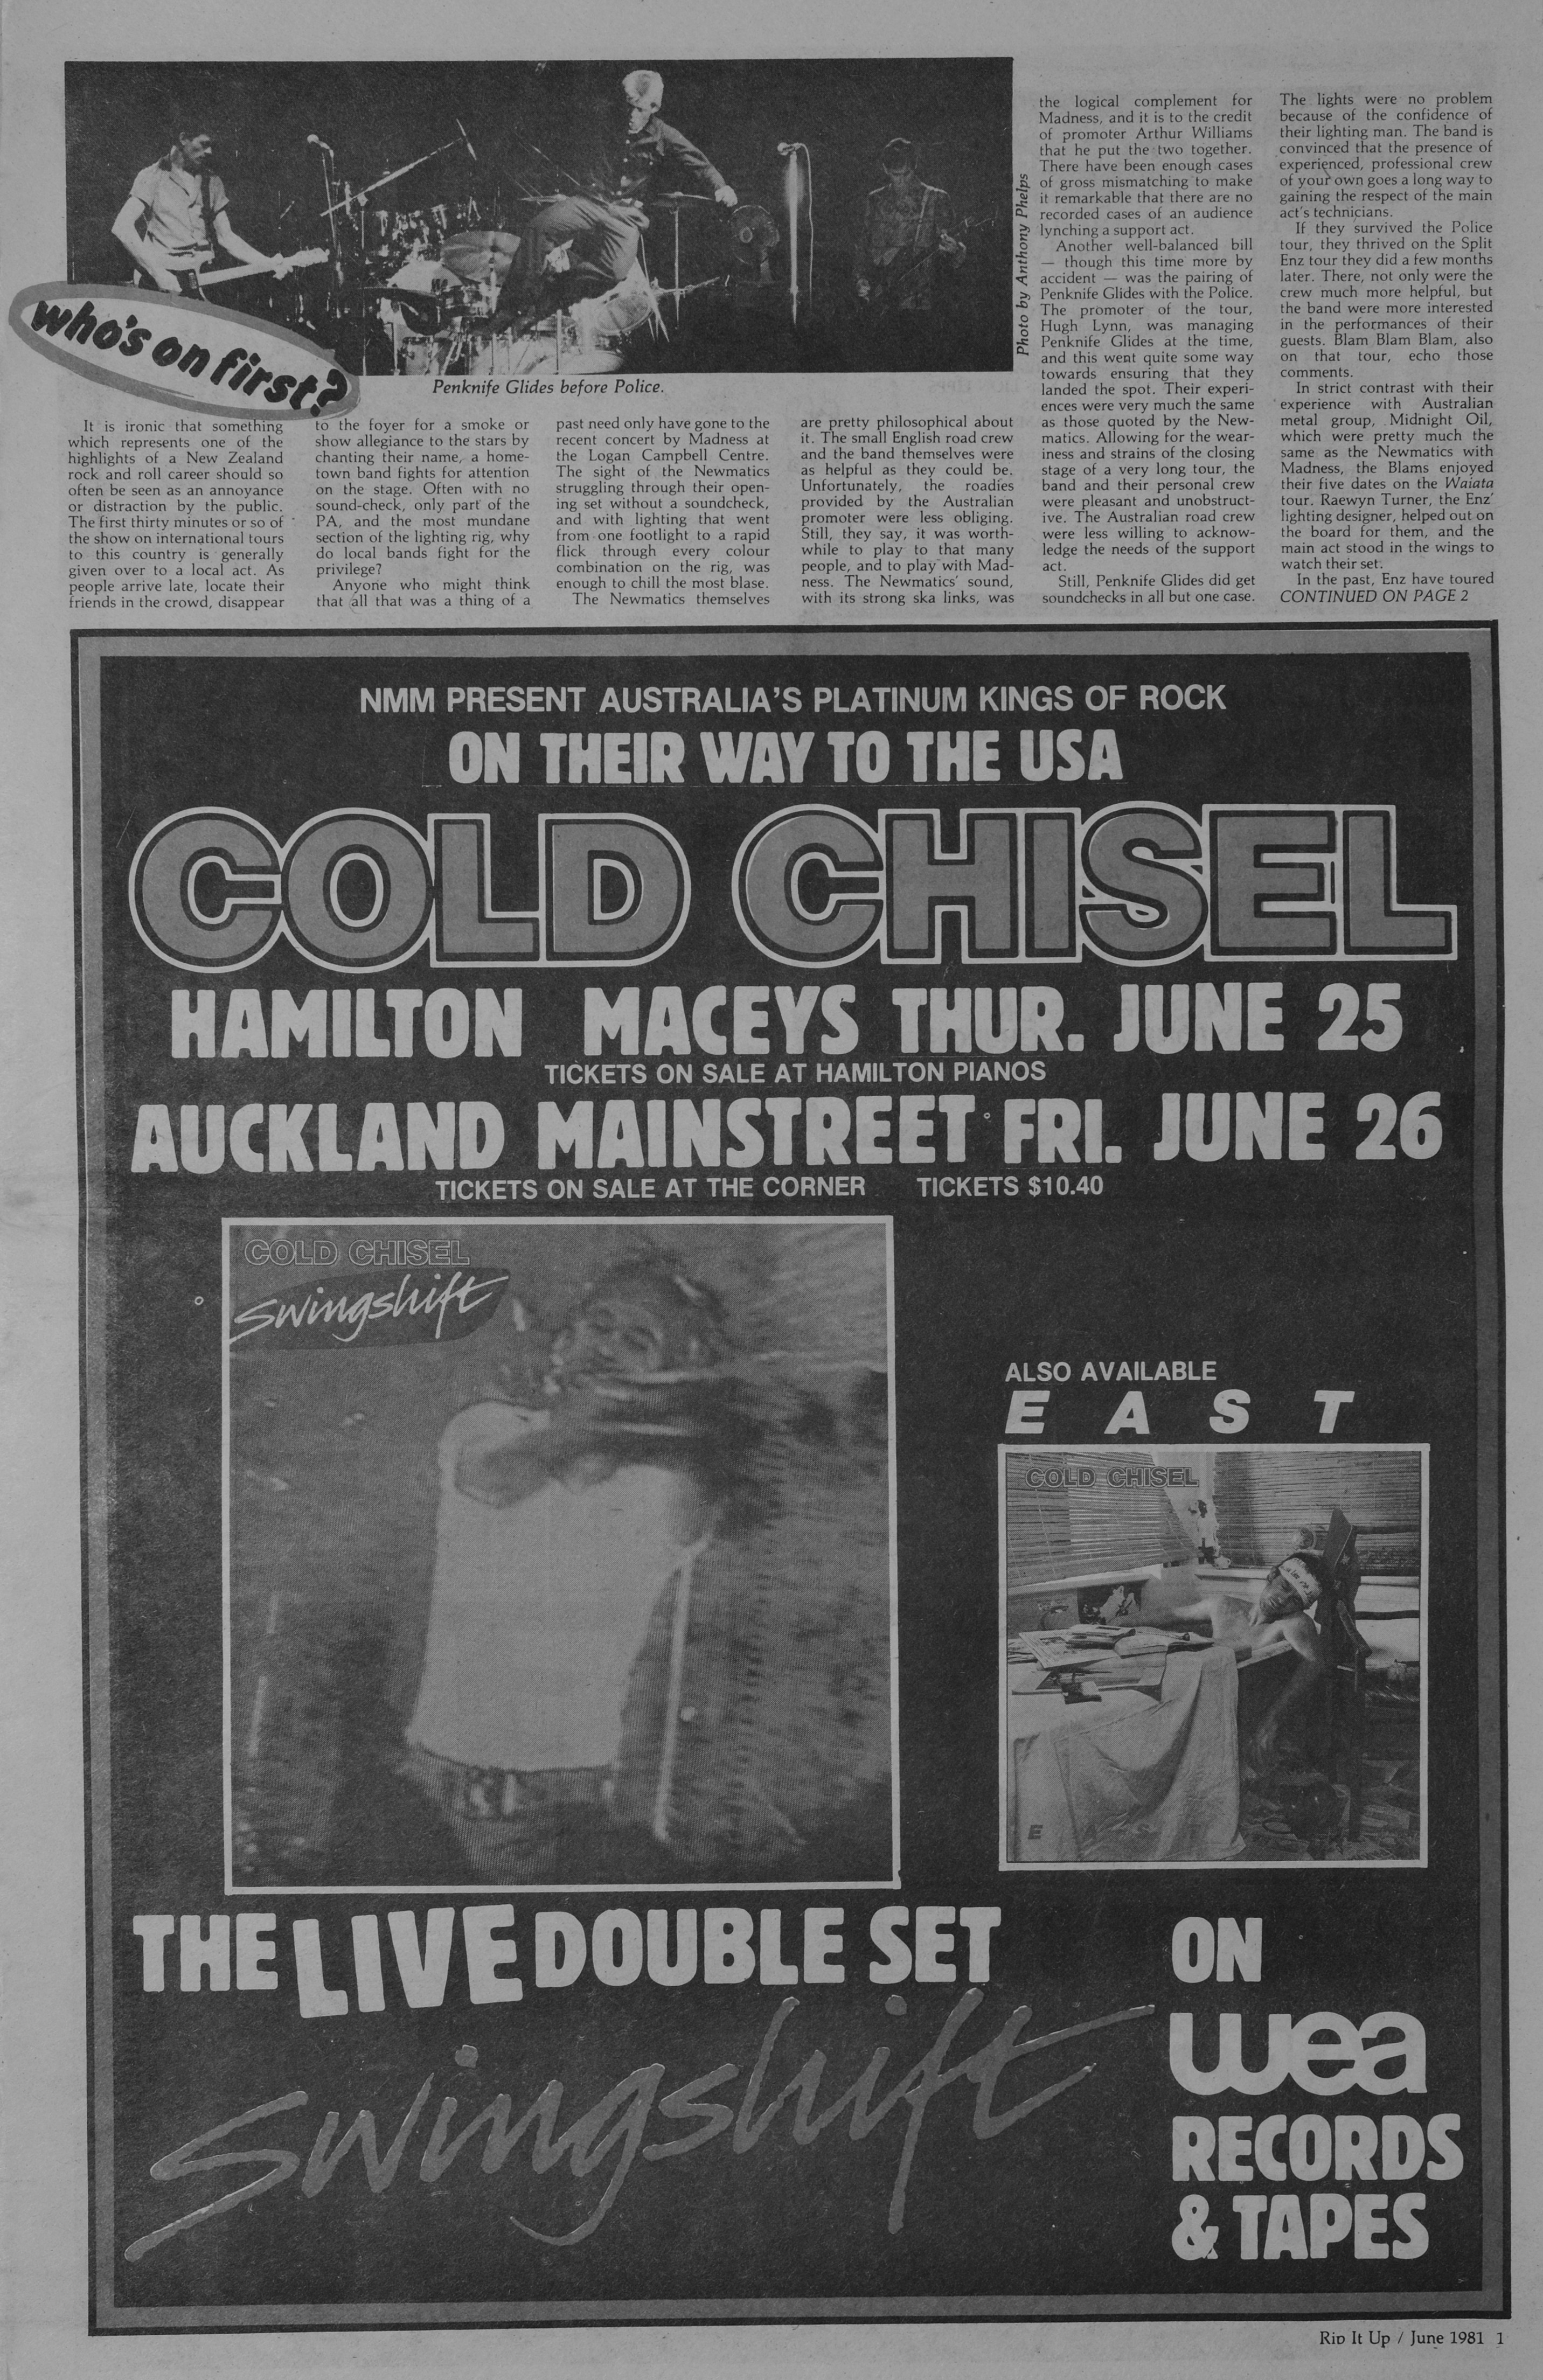 Photo by Anthony Phelps
who's on first?
Penknife Glides before Police.
It is ironic that something
which represents one of the
highlights of a New Zealand
rock and roll career should so
often be seen as an annoyance
or distraction by the public.
The first thirty minutes or so of
the show on international tours
to this country is generally
given over to a local act. As
people arrive late, locate their
friends in the crowd, disappear
to the foyer for a smoke or
show allegiance to the stars by
chanting their name, a home-
town band fights for attention
on the stage. Often with no
sound-check, only part of the
PA, and the most mundane
section of the lighting rig, why
do local bands fight for the
privilege?
Anyone who might think
that all that was a thing of a
past need only have gone to the
recent concert by Madness at
the Logan Campbell Centre.
The sight of the Newmatics
struggling through their open-
ing set without a soundcheck,
and with lighting that went
from one footlight to a rapid
flick through every colour
combination on the rig, was
enough to chill the most blase.
The Newmatics themselves
are pretty philosophical about
it. The small English road crew
and the band themselves were
as helpful as they could be.
Unfortunately, the roadies
provided by the Australian
promoter were less obliging.
Still, they say, it was worth-
while to play to that many
people, and to play with Mad-
ness. The Newmatics' sound,
with its strong ska links, was
the logical complement for
Madness, and it is to the credit
of promoter Arthur Williams
that he put the two together.
There have been enough cases
of gross mismatching to make
it remarkable that there are no
recorded cases of an audience
lynching a support act.
Another well-balanced bill
— though this time more by
accident — was the pairing of
Penknife Glides with the Police.
The promoter of the tour,
Hugh Lynn, was managing
Penknife Glides at the time,
and this went quite some way
towards ensuring that they
landed the spot. Their experi-
ences were very much the same
as those quoted by the New-
matics. Allowing for the wear-
iness and strains of the closing
stage of a very long tour, the
band and their personal crew
were pleasant and unobstruct-
ive. The Australian road crew
were less willing to acknow-
ledge the needs of the support
act.
Still, Penknife Glides did get
soundchecks in all but one case.
The lights were no problem
because of the confidence of
their lighting man. The band is
convinced that the presence of
experienced, professional crew
of your own goes a long way to
gaining the respect of the main
act's technicians.
If they survived the Police
tour, they thrived on the Split
Enz tour they did a few months
later. There, not only were the
crew much more helpful, but
the band were more interested
in the performances of their
guests. Blam Blam Blam, also
on that tour, echo those
comments.
In strict contrast with their
experience with Australian
metal group, Midnight Oil,
which were pretty much the
same as the Newmatics with
Madness, the Blams enjoyed
their five dates on the Waiata
tour. Raewyn Turner, the Enz'
lighting designer, helped out on
the board for them, and the
main act stood in the wings to
watch their set.
In the past, Enz have toured
CONTINUED ON PAGE 2
NMM PRESENT AUSTRALIA'S PLATINUM KINGS OF ROCK
ON THEIR WAY TO THE USA
COLD CHISEL
HAMILTON MACEYS THUR. JUNE 25
TICKETS ON SALE AT HAMILTON PIANOS
AUCKLAND MAINSTREET FRI. JUNE 26
TICKETS ON SALE AT THE CORNER TICKETS $10.40
COLD CHISEL
Swingshift
ALSO AVAILABLE
EAST
COLD CHISEL
E A S T
THE LIVE DOUBLE SET
Swingshift
ON
wea
RECORDS
& TAPES
Rip It Up / June 1981 1